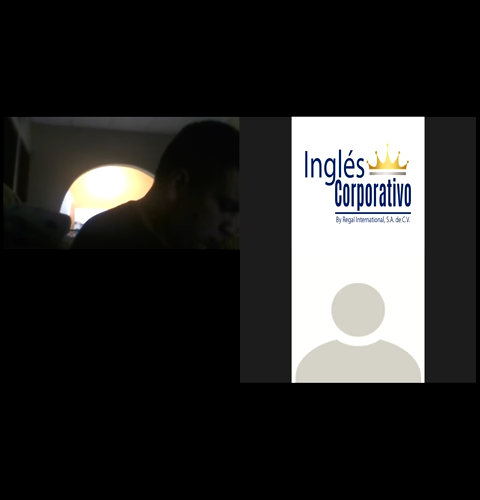 Inglés
Corporativo
By Regal International, S.A. de C.V.